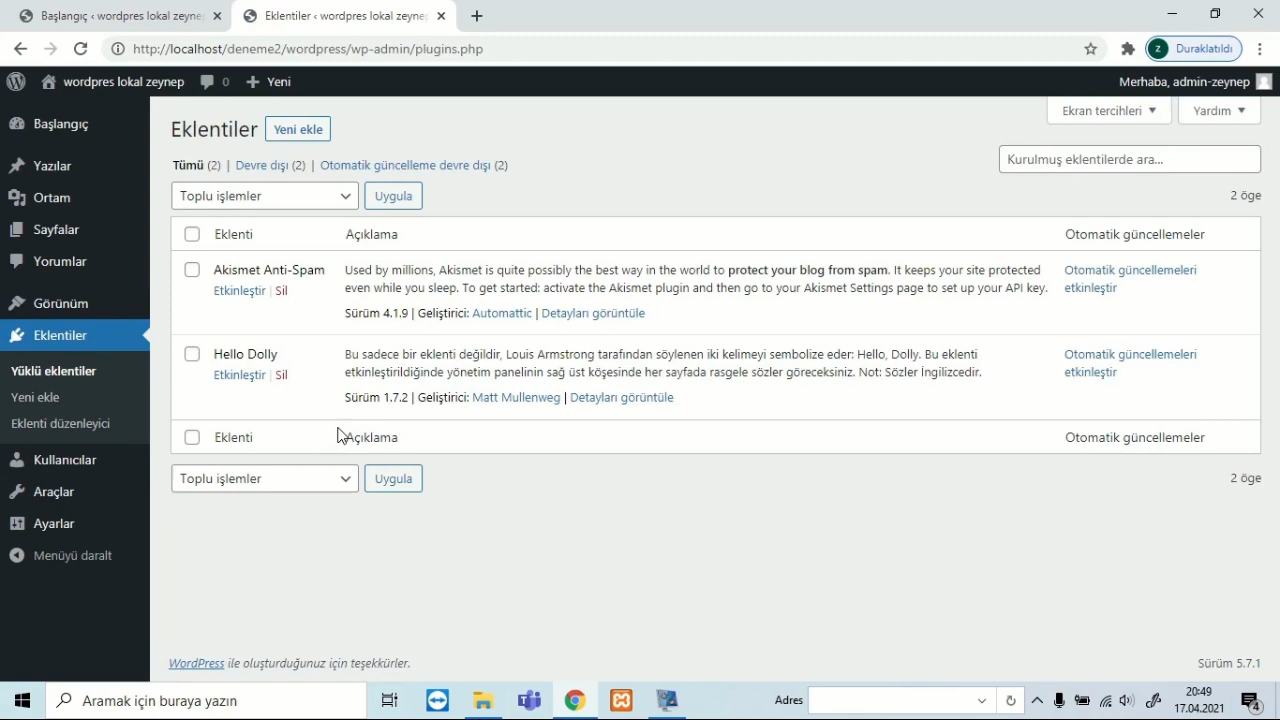 Başlangıç ‹ wordpres lokal zeyne
Eklentiler ‹ wordpres lokal zeyne
http://localhost/deneme2/wordpress/wp-admin/plugins.php
z Duraklatıldı
wordpres lokal zeynep 0 Yeni
Merhaba, admin-zeynep
Başlangıç
Yazılar
Ortam
Sayfalar
Yorumlar
Görünüm
Eklentiler
Yüklü eklentiler
Yeni ekle
Eklenti düzenleyici
Kullanıcılar
Araçlar
Ayarlar
Menüyü daralt
Ekran tercihleri
Yardım
Eklentiler Yeni ekle
Tümü (2) | Devre dışı (2) | Otomatik güncelleme devre dışı (2)
Kurulmuş eklentilerde ara...
Toplu işlemler Uygula
2 öge
Eklenti Açıklama Otomatik güncellemeler
Akismet Anti-Spam
Etkinleştir | Sil
Used by millions, Akismet is quite possibly the best way in the world to protect your blog from spam. It keeps your site protected
even while you sleep. To get started: activate the Akismet plugin and then go to your Akismet Settings page to set up your API key.
Sürüm 4.1.9 | Geliştirici: Automattic | Detayları görüntüle
Otomatik güncellemeleri
etkinleştir
Hello Dolly
Etkinleştir | Sil
Bu sadece bir eklenti değildir, Louis Armstrong tarafından söylenen iki kelimeyi sembolize eder: Hello, Dolly. Bu eklenti
etkinleştirildiğinde yönetim panelinin sağ üst köşesinde her sayfada rasgele sözler göreceksiniz. Not: Sözler İngilizcedir.
Sürüm 1.7.2 | Geliştirici: Matt Mullenweg | Detayları görüntüle
Otomatik güncellemeleri
etkinleştir
Eklenti Açıklama Otomatik güncellemeler
Toplu işlemler Uygula
2 öge
WordPress ile oluşturduğunuz için teşekkürler.
Sürüm 5.7.1
Aramak için buraya yazın
Adres
20:49
17.04.2021
4